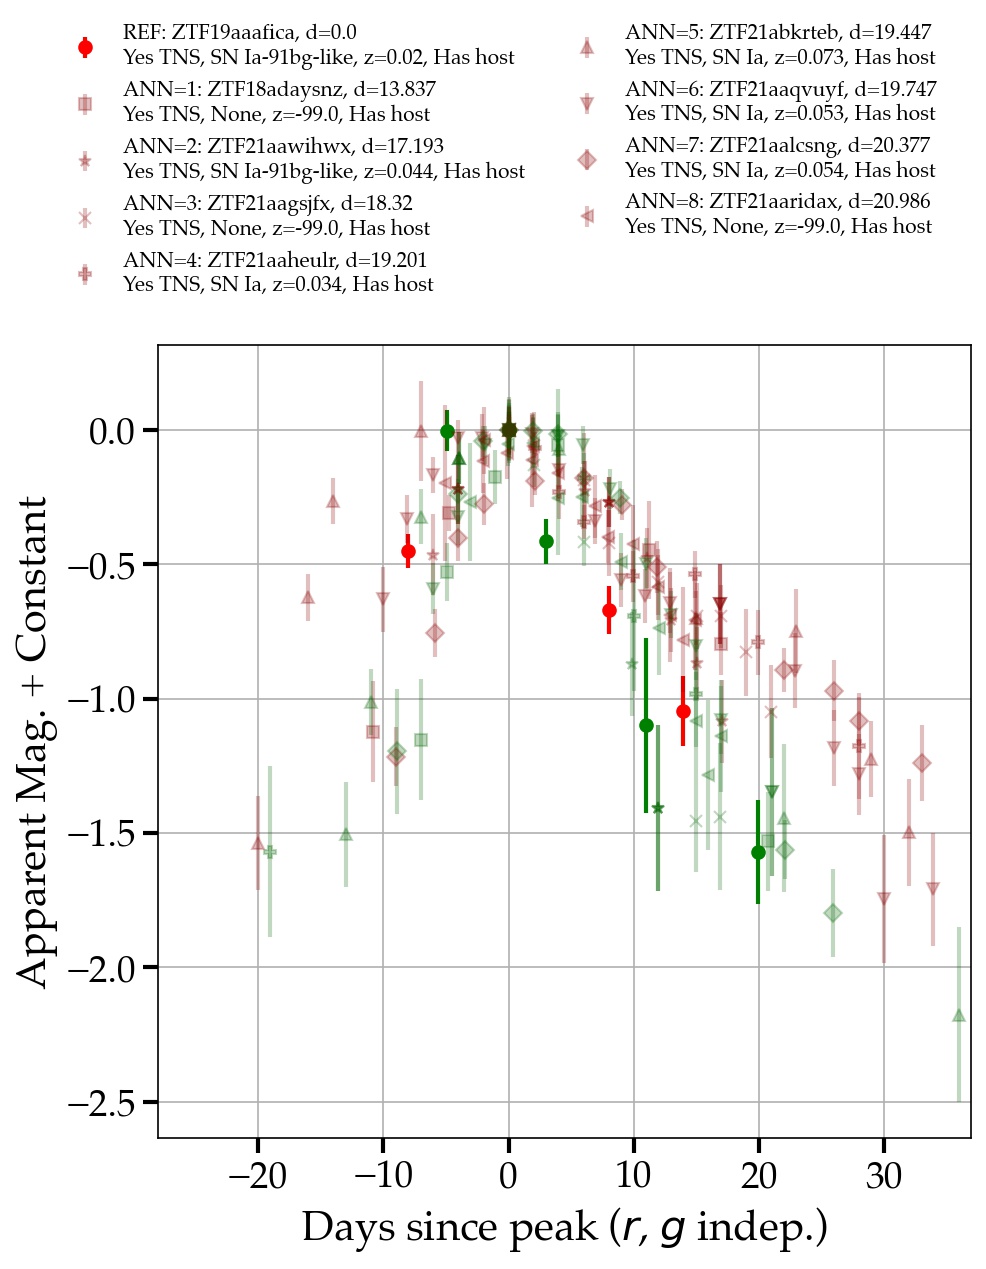 REF: ZTF19aaafica, d=0.0
Yes TNS, SN Ia-91bg-like, z=0.02, Has host
ANN=1: ZTF18adaysnz, d=13.837
Yes TNS, None, z=-99.0, Has host
ANN=2: ZTF21aawihwx, d=17.193
Yes TNS, SN Ia-91bg-like, z=0.044, Has host
ANN=3: ZTF21aagsjfx, d=18.32
Yes TNS, None, z=-99.0, Has host
ANN=4: ZTF21aaheulr, d=19.201
Yes TNS, SN Ia, z=0.034, Has host
ANN=5: ZTF21abkrteb, d=19.447
Yes TNS, SN Ia, z=0.073, Has host
ANN=6: ZTF21aaqvuyf, d=19.747
Yes TNS, SN Ia, z=0.053, Has host
ANN=7: ZTF21aalcsng, d=20.377
Yes TNS, SN Ia, z=0.054, Has host
ANN=8: ZTF21aaridax, d=20.986
Yes TNS, None, z=-99.0, Has host
Apparent Mag. + Constant
0.0
−0.5
−1.0
−1.5
−2.0
−2.5
−20 −10 0 10 20 30
Days since peak (r, g indep.)